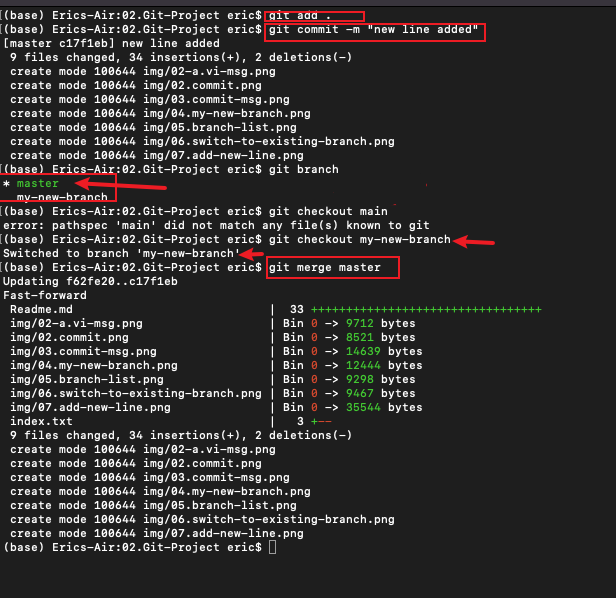 (base) Erics-Air:02.Git-Project eric$ git add .
(base) Erics-Air:02.Git-Project eric$ git commit -m "new line added"
[master c17f1eb] new line added
 9 files changed, 34 insertions(+), 2 deletions(-)
 create mode 100644 img/02-a.vi-msg.png
 create mode 100644 img/02.commit.png
 create mode 100644 img/03.commit-msg.png
 create mode 100644 img/04.my-new-branch.png
 create mode 100644 img/05.branch-list.png
 create mode 100644 img/06.switch-to-existing-branch.png
 create mode 100644 img/07.add-new-line.png
(base) Erics-Air:02.Git-Project eric$ git branch
* master
  my-new-branch
(base) Erics-Air:02.Git-Project eric$ git checkout main
error: pathspec 'main' did not match any file(s) known to git
(base) Erics-Air:02.Git-Project eric$ git checkout my-new-branch
Switched to branch 'my-new-branch'
(base) Erics-Air:02.Git-Project eric$ git merge master
Updating f62fe20..c17f1eb
Fast-forward
 Readme.md                            |  33 +++++++++++++++++++++++++++++++++
 img/02-a.vi-msg.png                  | Bin 0 -> 9712 bytes
 img/02.commit.png                    | Bin 0 -> 8521 bytes
 img/03.commit-msg.png                | Bin 0 -> 14639 bytes
 img/04.my-new-branch.png             | Bin 0 -> 12444 bytes
 img/05.branch-list.png               | Bin 0 -> 9298 bytes
 img/06.switch-to-existing-branch.png | Bin 0 -> 9467 bytes
 img/07.add-new-line.png              | Bin 0 -> 35544 bytes
 index.txt                            |   3 +--
 9 files changed, 34 insertions(+), 2 deletions(-)
 create mode 100644 img/02-a.vi-msg.png
 create mode 100644 img/02.commit.png
 create mode 100644 img/03.commit-msg.png
 create mode 100644 img/04.my-new-branch.png
 create mode 100644 img/05.branch-list.png
 create mode 100644 img/06.switch-to-existing-branch.png
 create mode 100644 img/07.add-new-line.png
(base) Erics-Air:02.Git-Project eric$